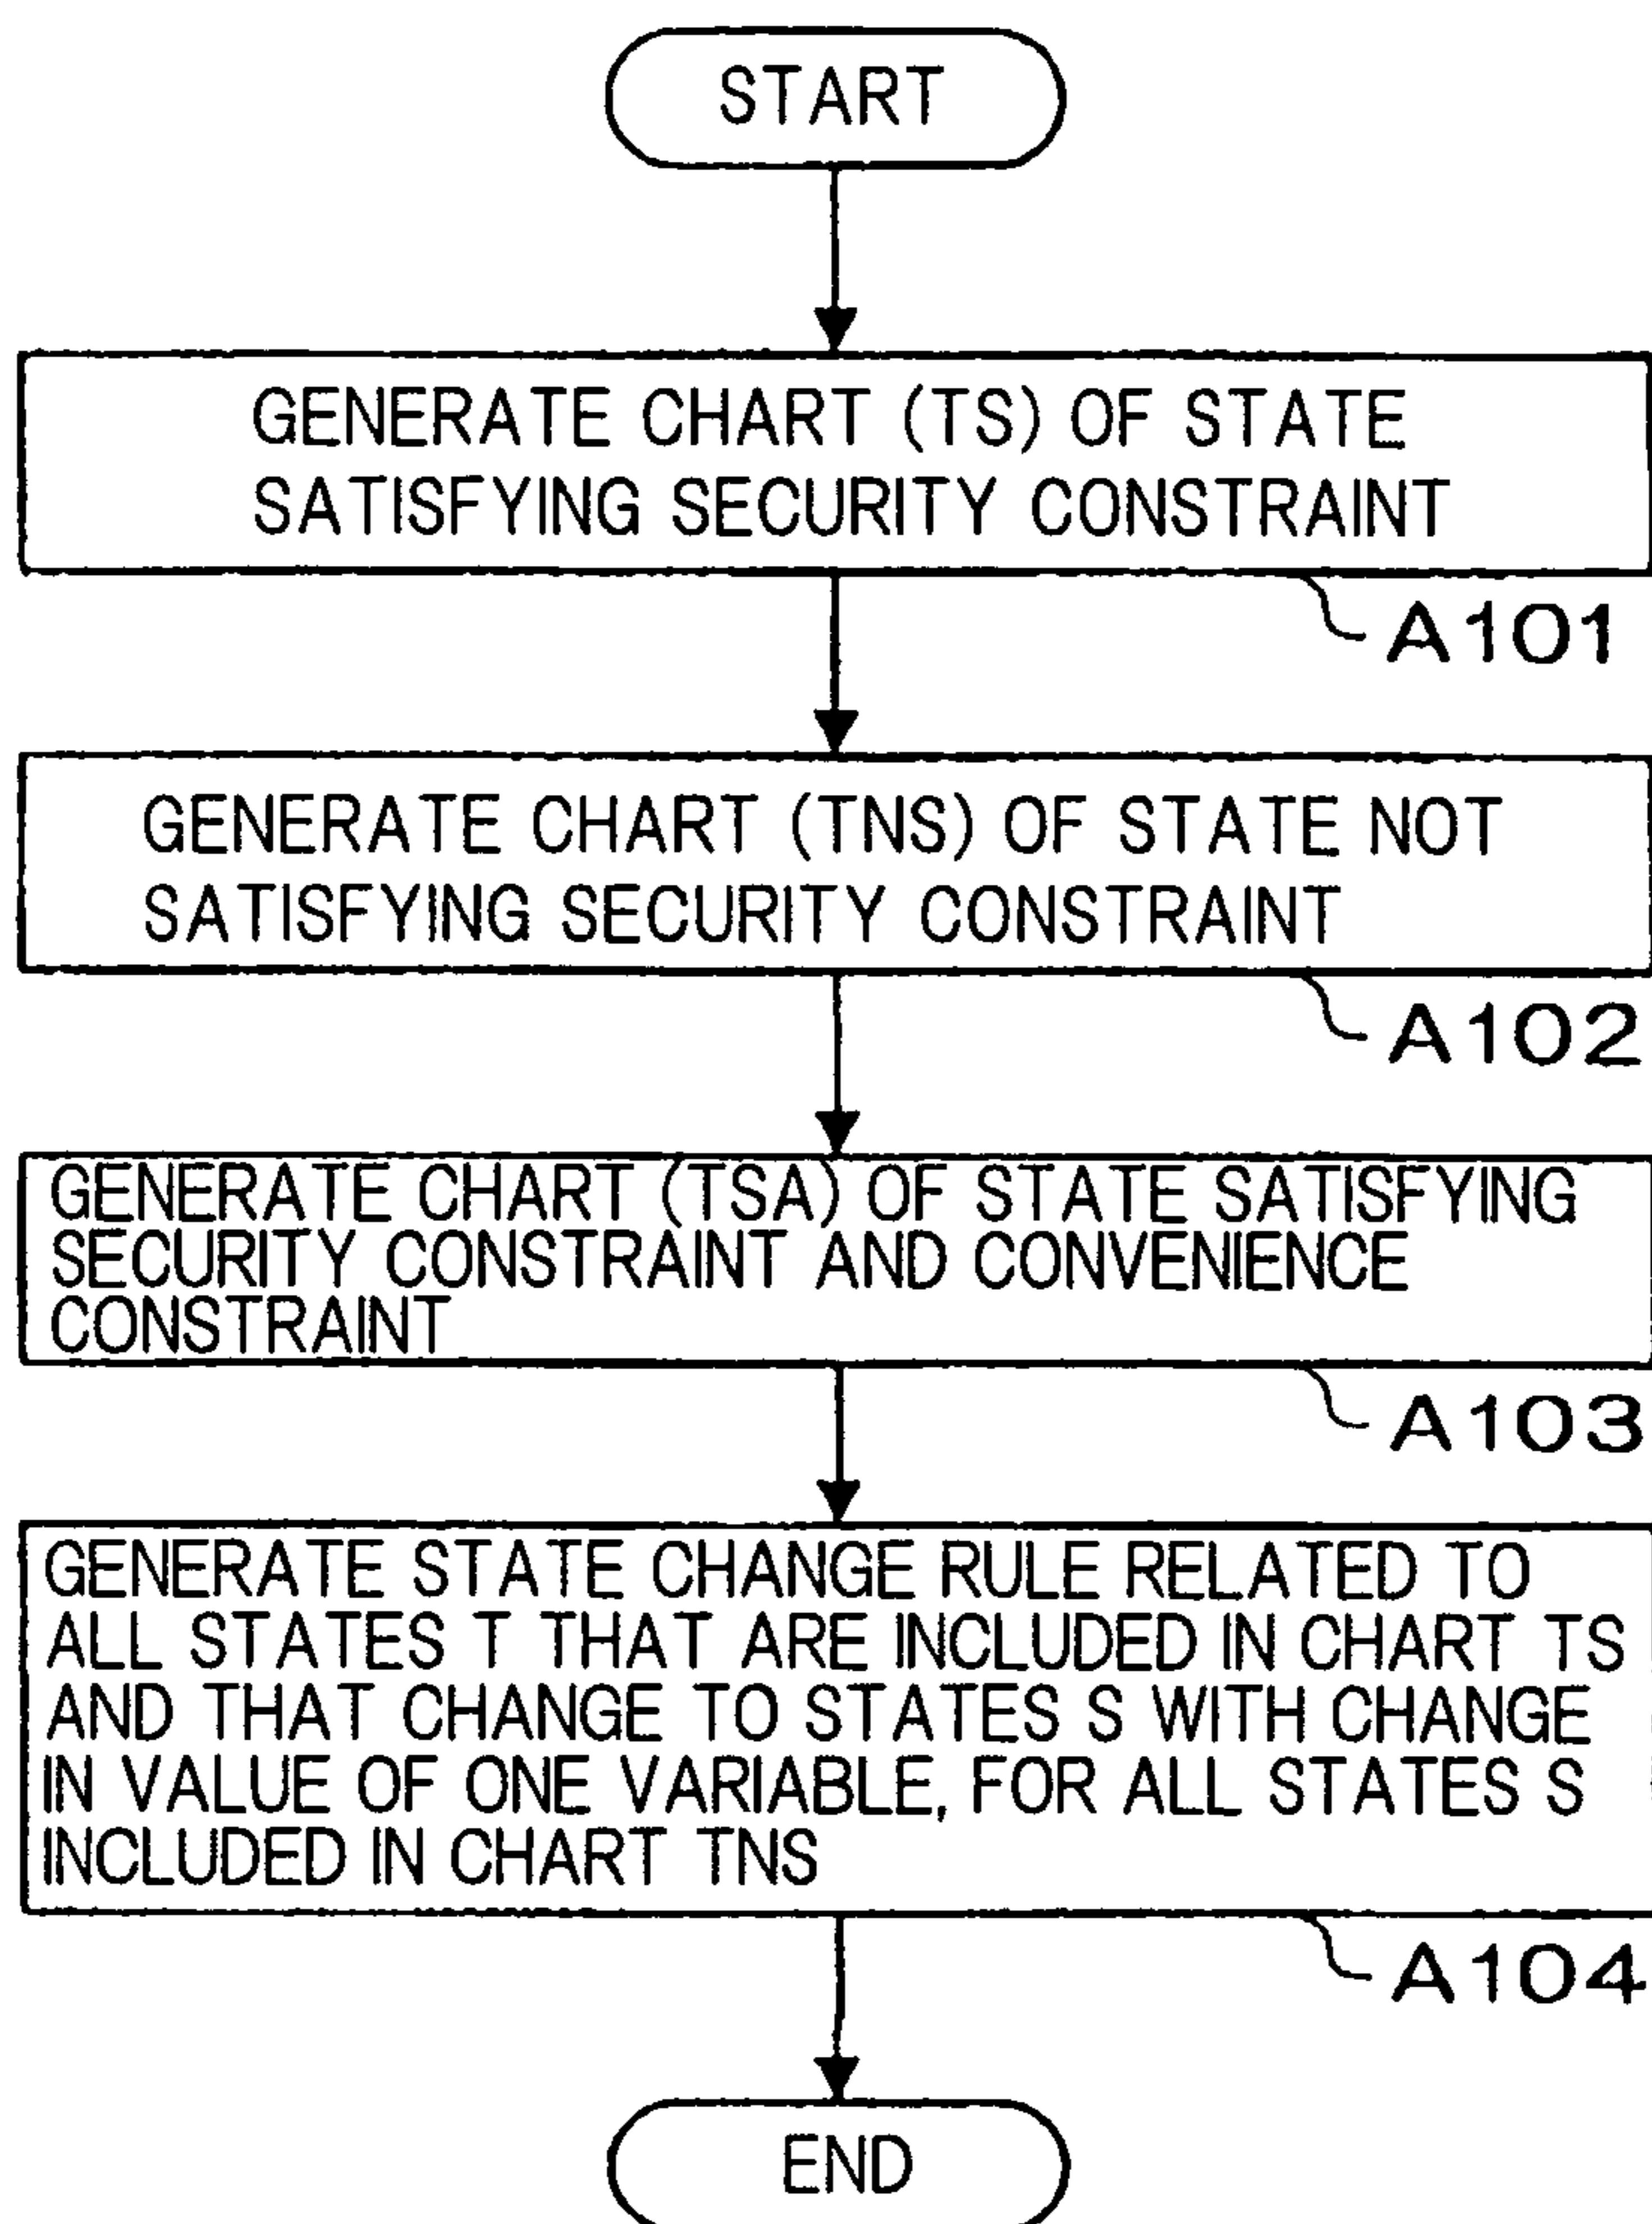 START
GENERATE CHART (TS) OF STATE
SATISFYING SECURITY CONSTRAINT
A101
GENERATE CHART (TNS) OF STATE NOT
SATISFYING SECURITY CONSTRAINT
A102
GENERATE CHART (TSA) OF STATE SATISFYING
SECURITY CONSTRAINT AND CONVENIENCE
CONSTRAINT
A103
GENERATE STATE CHANGE RULE RELATED TO
ALL STATES T THAT ARE INCLUDED IN CHART TS
AND THAT CHANGE TO STATES S WITH CHANGE
IN VALUE OF ONE VARIABLE, FOR ALL STATES S
INCLUDED IN CHART TNS
A104
END